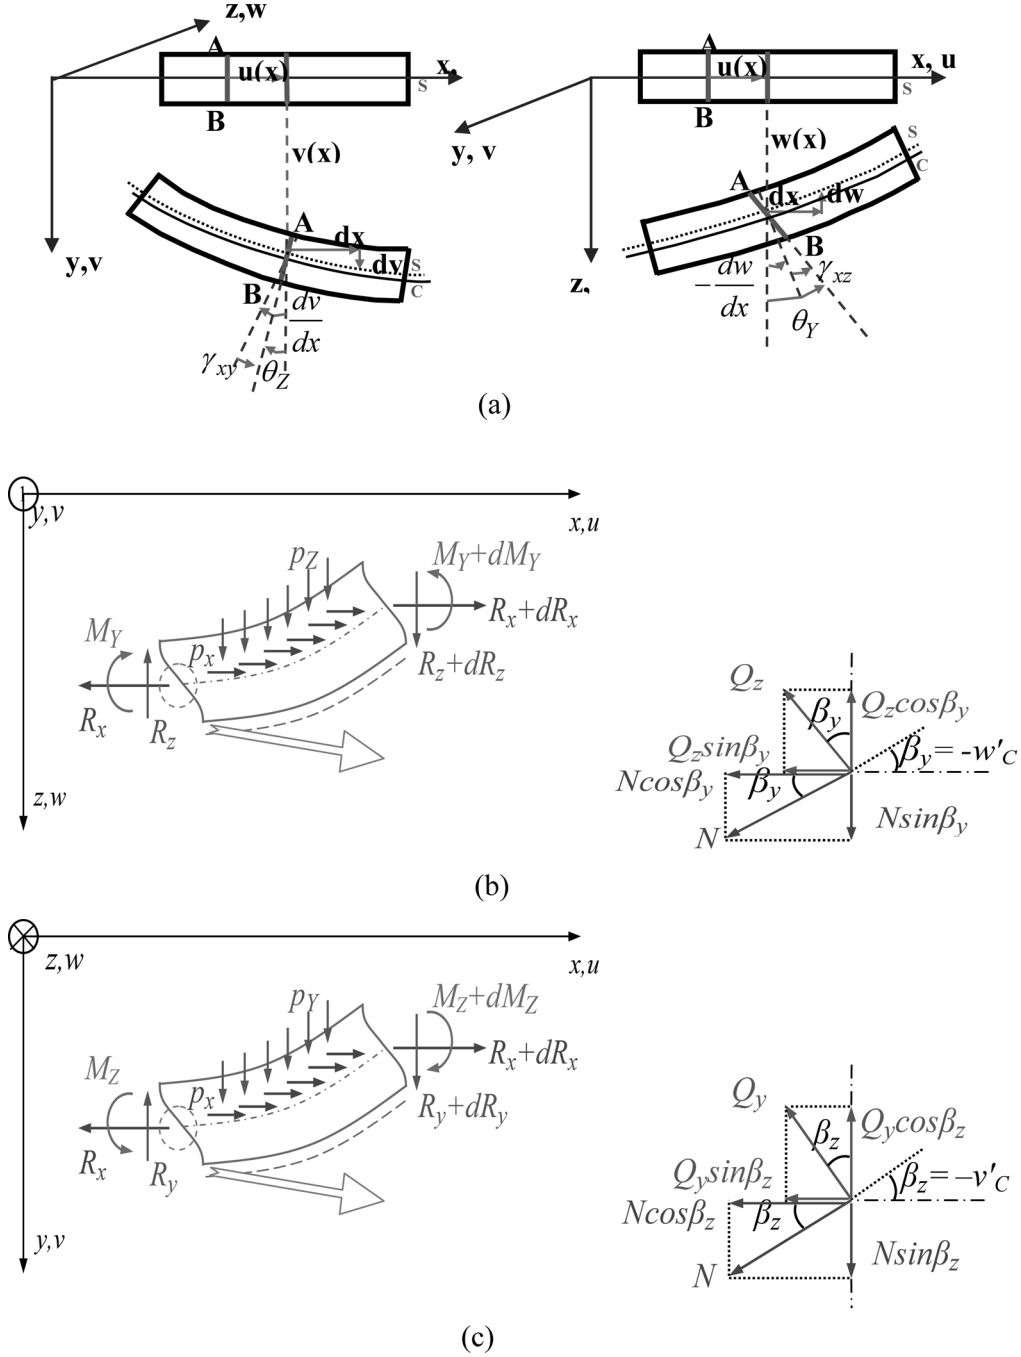 z,w
A
u(x)
x,
s
B
v(x)
y,v
A
dx
dv
S
C
B
dv
dx
γxy
θZ
A
u(x)
x, u
s
B
y, v
w(x)
S
C
A
dx
dw
B
z,
− dw
dx
γxz
θY
(a)
y,v
x,u
pZ
MY+dMY
Rx+dRx
MY
px
Rz+dRz
Rx
Rz
z,w
Qz
βy
Qzcosβy
Qzsinβy
βy= -w'C
Ncosβy
βy
N
Nsinβy
(b)
z,w
x,u
pY
MZ+dMZ
Rx+dRx
MZ
px
Ry+dRy
Rx
Ry
y,v
Qy
βz
Qycosβz
Qysinβz
βz= –v'C
Ncosβz
βz
N
Nsinβz
(c)